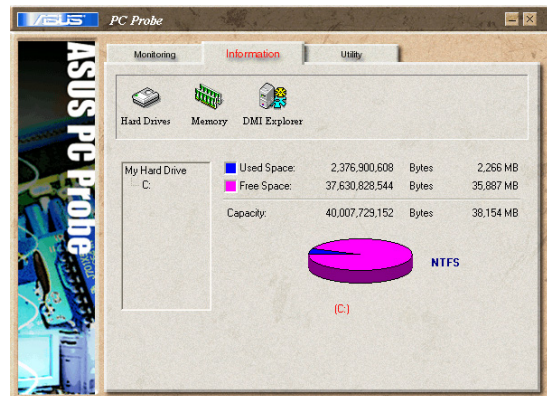 ASUS PC Probe
Monitoring Information Utility
Hard Drives Memory DMI Explorer
ASUS PC Probe
My Hard Drive
C:
Used Space: 2,376,900,608 Bytes 2,266 MB
Free Space: 37,630,828,544 Bytes 35,887 MB
Capacity: 40,007,729,152 Bytes 38,154 MB
NTFS
(C:)